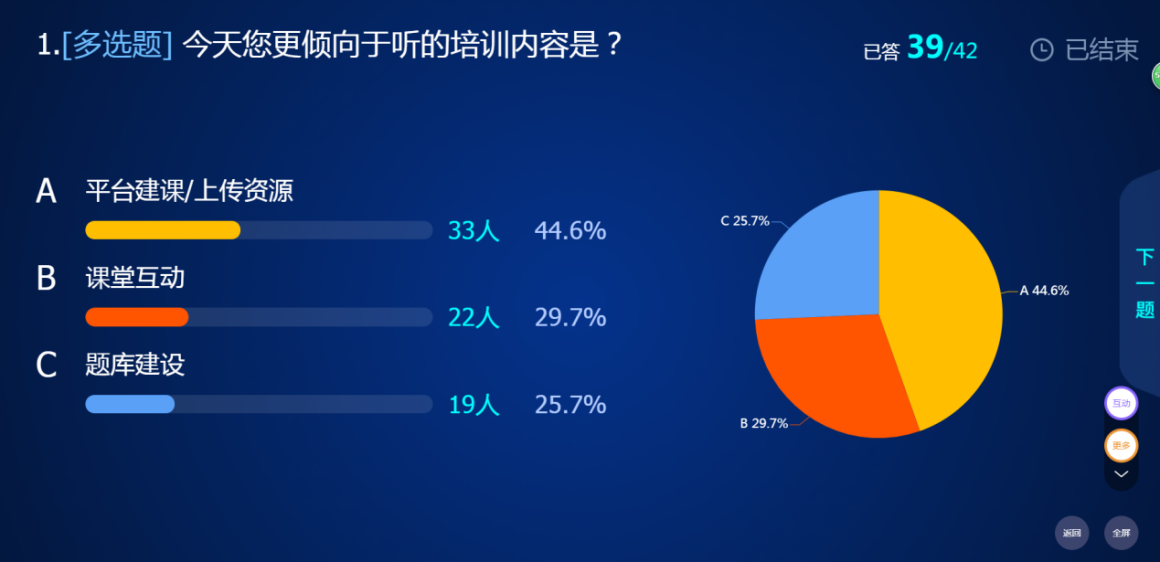 1.[多选题] 今天您更倾向于听的培训内容是？
已答 39/42
已结束
A 平台建课/上传资源
33人 44.6%
B 课堂互动
22人 29.7%
C 题库建设
19人 25.7%
C 25.7%
A 44.6%
B 29.7%
下一题
互动
更多
返回
全屏